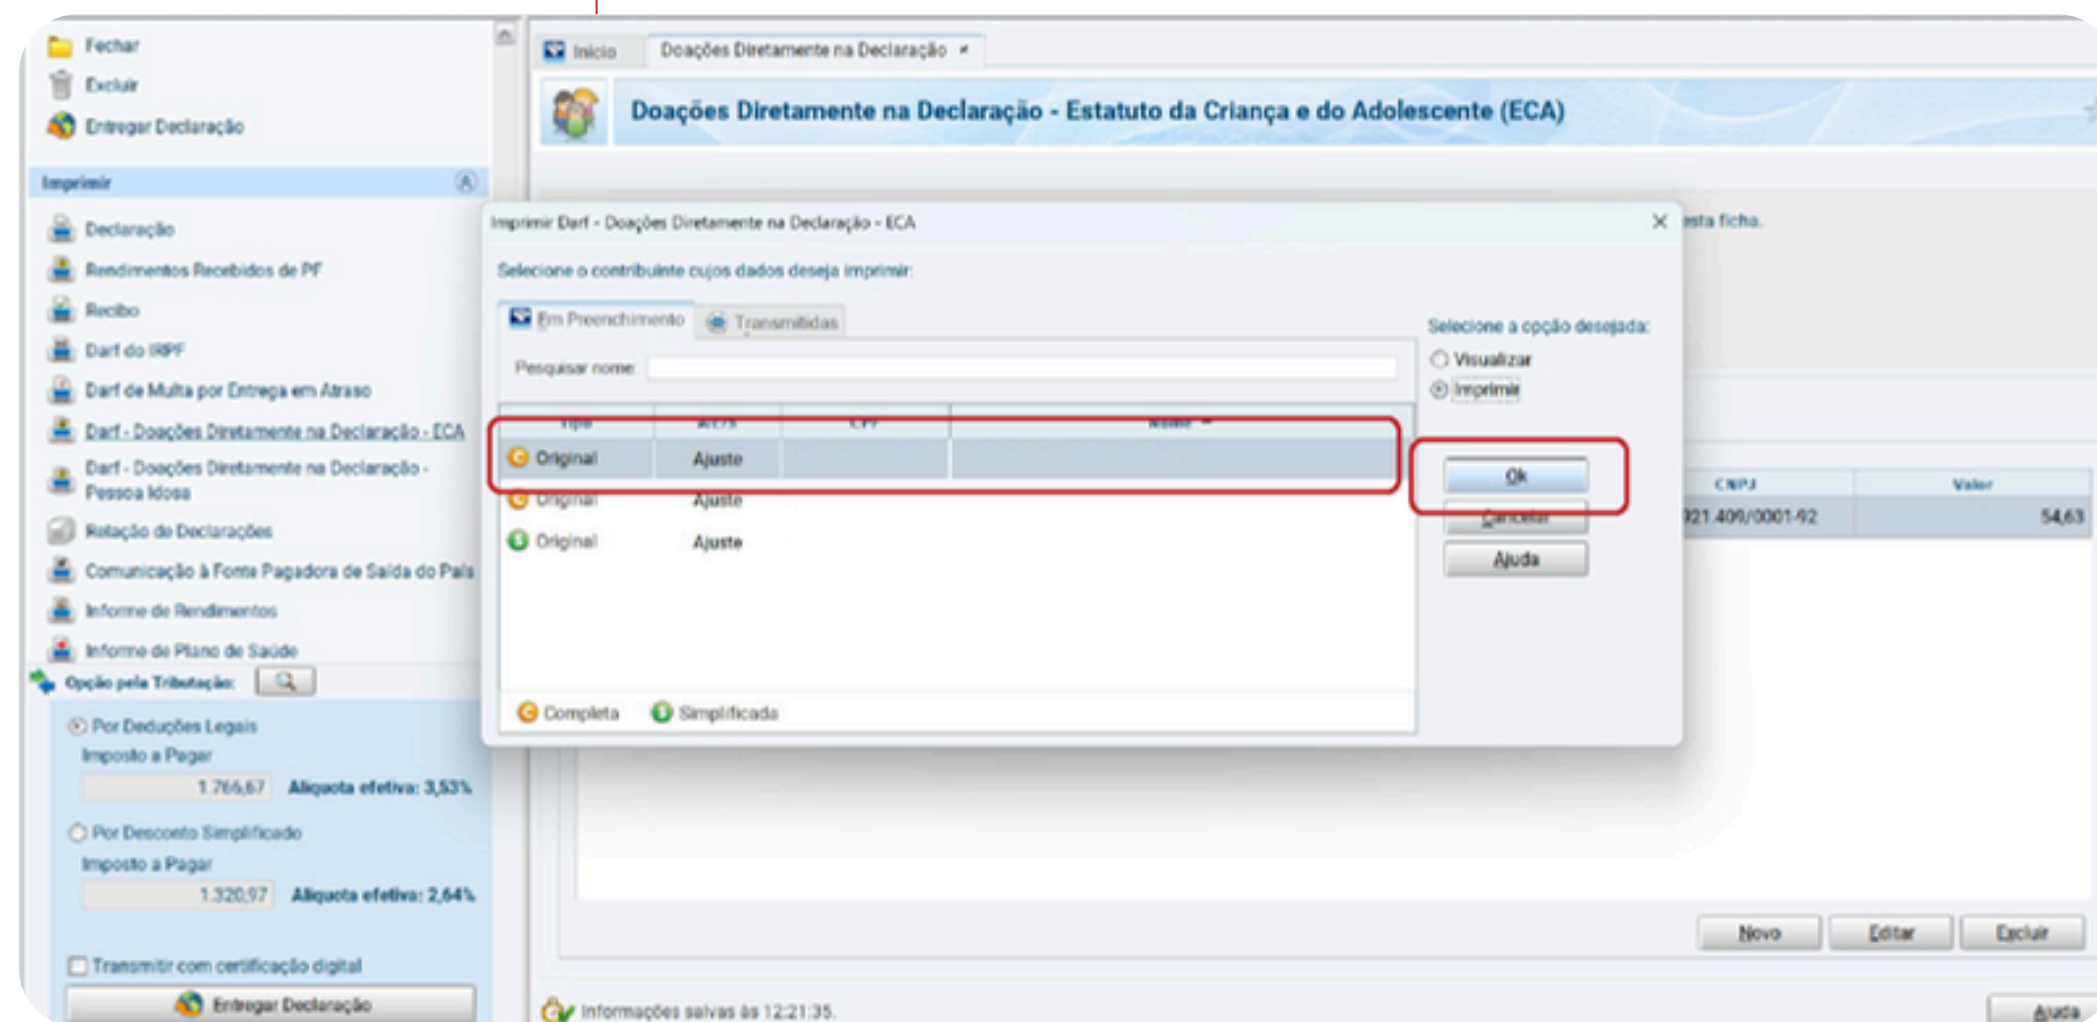 Fechar
Excluir
Entregar Declaração
Imprimir
Declaração
Rendimentos Recebidos de PF
Recibo
Darf do IRPF
Darf de Multa por Entrega em Atraso
Darf - Doações Diretamente na Declaração - ECA
Darf - Doações Diretamente na Declaração -
Pessoa Idosa
Relação de Declarações
Comunicação à Fonte Pagadora de Saída do País
Informe de Rendimentos
Informe de Plano de Saúde
Opção pela Tributação:
Por Deduções Legais
Imposto a Pagar
1.766,67 Aliquota efetiva: 3,53%
Por Desconto Simplificado
Imposto a Pagar
1.320,97 Aliquota efetiva: 2,64%
Transmitir com certificação digital
Entregar Declaração
Início Doações Diretamente na Declaração
Doações Diretamente na Declaração - Estatuto da Criança e do Adolescente (ECA)
esta ficha.
Imprimir Darf - Doações Diretamente na Declaração - ECA
Selecione o contribuinte cujos dados deseja imprimir:
Em Preenchimento Transmitidas
Pesquisar nome:
Tipo CPF Nome
Original Ajuste
Original Ajuste
Original Ajuste
Completa Simplificada
Selecione a opção desejada:
Visualizar
Imprimir
Ok
Cancelar
Ajuda
CNPJ Valor
921.409/0001-92 54,63
Novo Editar Excluir
Informações salvas às 12:21:35.
Ajuda